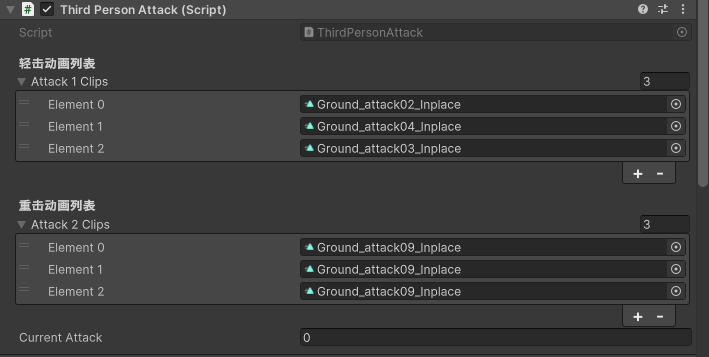 Third Person Attack (Script)
Script ThirdPersonAttack
轻击动画列表
Attack 1 Clips 3
Element 0 Ground_attack02_Inplace
Element 1 Ground_attack04_Inplace
Element 2 Ground_attack03_Inplace
+ -
重击动画列表
Attack 2 Clips 3
Element 0 Ground_attack09_Inplace
Element 1 Ground_attack09_Inplace
Element 2 Ground_attack09_Inplace
+ -
Current Attack 0